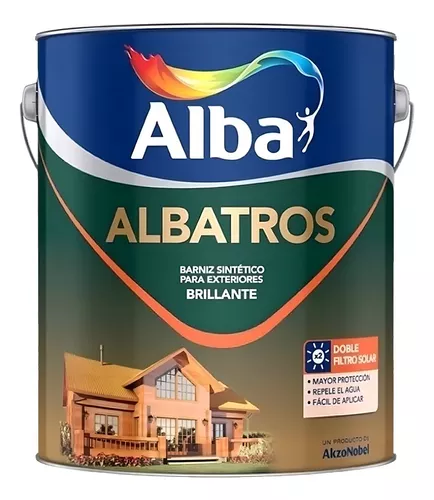 Alba
ALBATROS
BARNIZ SINTÉTICO
PARA EXTERIORES
BRILLANTE
x2
DOBLE
FILTRO SOLAR
• MAYOR PROTECCIÓN
• REPELE EL AGUA
• FÁCIL DE APLICAR
UN PRODUCTO DE
AkzoNobel